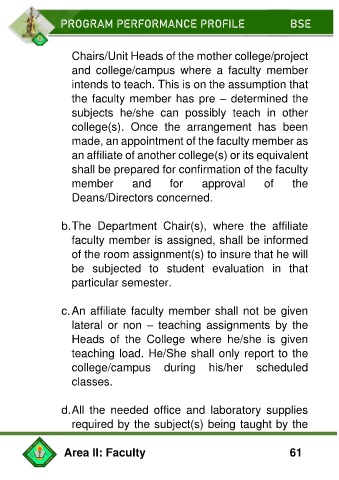 PROGRAM PERFORMANCE PROFILE BSE
Chairs/Unit Heads of the mother college/project
and college/campus where a faculty member
intends to teach. This is on the assumption that
the faculty member has pre – determined the
subjects he/she can possibly teach in other
college(s). Once the arrangement has been
made, an appointment of the faculty member as
an affiliate of another college(s) or its equivalent
shall be prepared for confirmation of the faculty
member and for approval of the
Deans/Directors concerned.
b.The Department Chair(s), where the affiliate
faculty member is assigned, shall be informed
of the room assignment(s) to insure that he will
be subjected to student evaluation in that
particular semester.
c.An affiliate faculty member shall not be given
lateral or non – teaching assignments by the
Heads of the College where he/she is given
teaching load. He/She shall only report to the
college/campus during his/her scheduled
classes.
d.All the needed office and laboratory supplies
required by the subject(s) being taught by the
Area II: Faculty 61